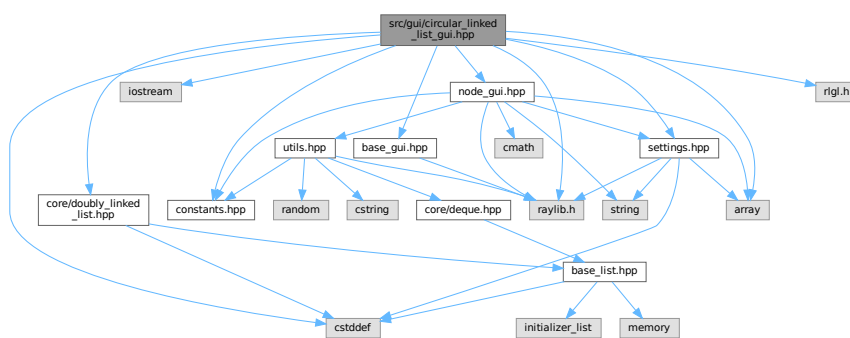 src/gui/circular_linked
_list_gui.hpp
iostream
node_gui.hpp
rlgl.h
utils.hpp
base_gui.hpp
cmath
settings.hpp
core/doubly_linked
_list.hpp
constants.hpp
random
cstring
core/deque.hpp
raylib.h
string
array
base_list.hpp
cstddef
initializer_list
memory